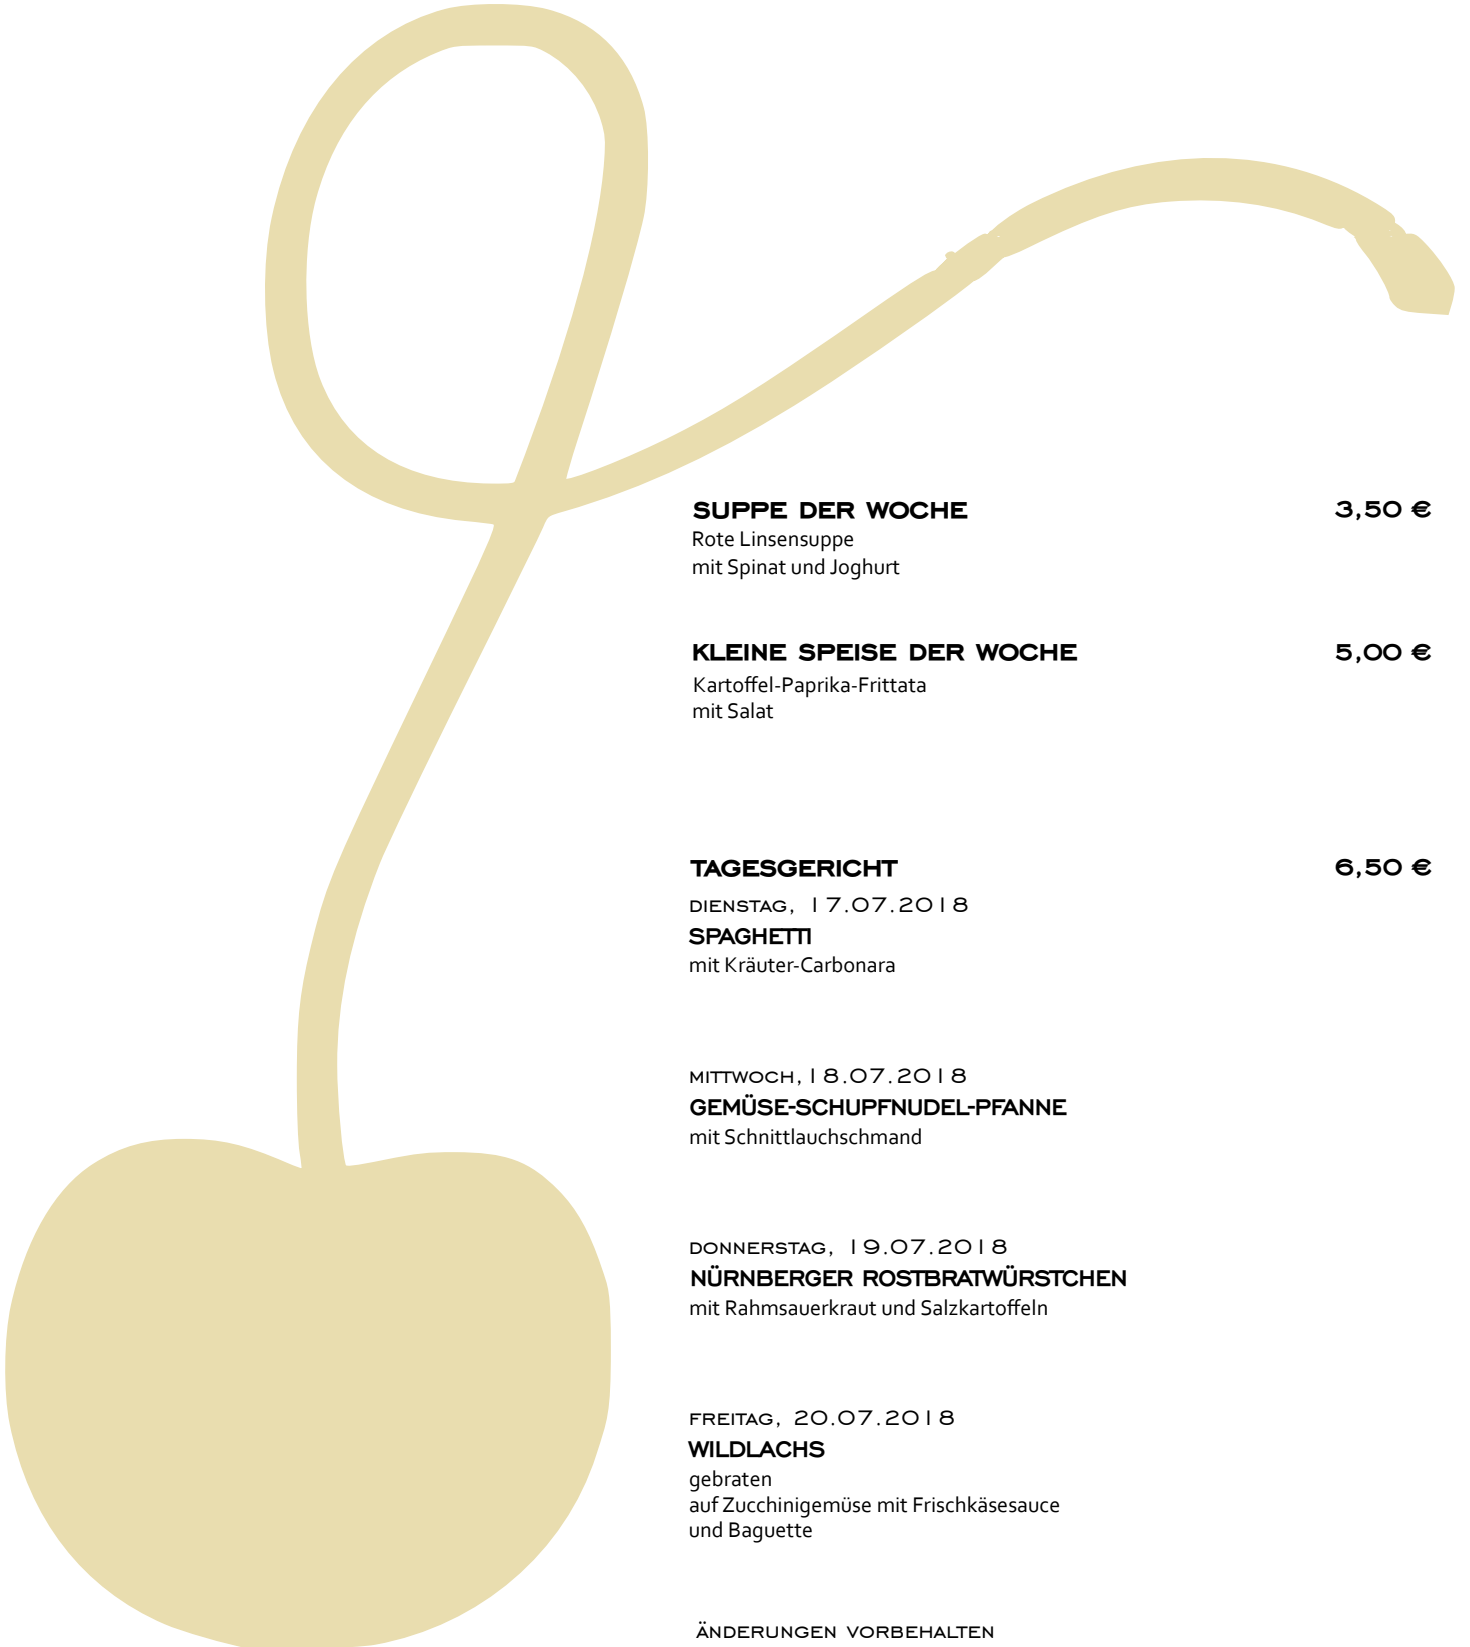 SUPPE DER WOCHE 3,50 €
Rote Linsensuppe
mit Spinat und Joghurt
KLEINE SPEISE DER WOCHE 5,00 €
Kartoffel-Paprika-Frittata
mit Salat
TAGESGERICHT 6,50 €
DIENSTAG, 17.07.2018
SPAGHETTI
mit Kräuter-Carbonara
MITTWOCH, 18.07.2018
GEMÜSE-SCHUPFNUDEL-PFANNE
mit Schnittlauchschmand
DONNERSTAG, 19.07.2018
NÜRNBERGER ROSTBRATWÜRSTCHEN
mit Rahmsauerkraut und Salzkartoffeln
FREITAG, 20.07.2018
WILDLACHS
gebraten
auf Zucchinigemüse mit Frischkäsesauce
und Baguette
ÄNDERUNGEN VORBEHALTEN